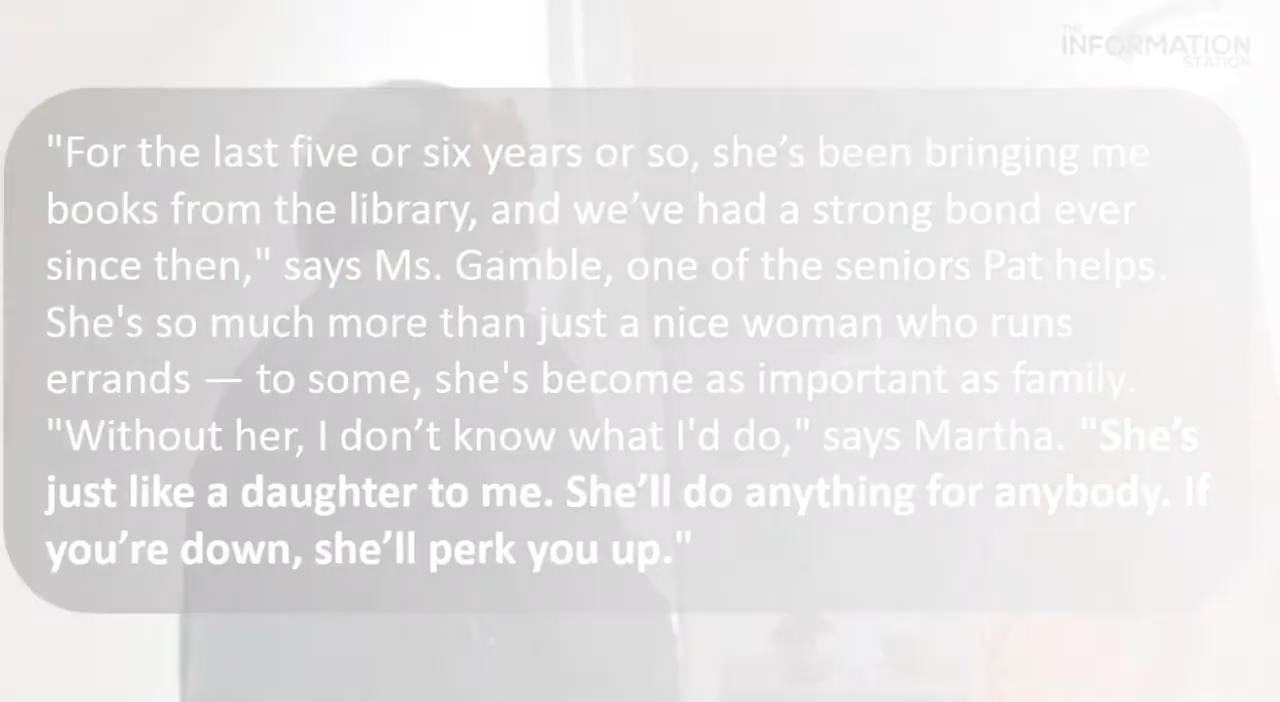 THE
INFORMATION
STATION
"For the last five or six years or so, she’s been bringing me
books from the library, and we’ve had a strong bond ever
since then," says Ms. Gamble, one of the seniors Pat helps.
She's so much more than just a nice woman who runs
errands — to some, she's become as important as family.
"Without her, I don’t know what I'd do," says Martha. "She’s
just like a daughter to me. She’ll do anything for anybody. If
you’re down, she’ll perk you up."